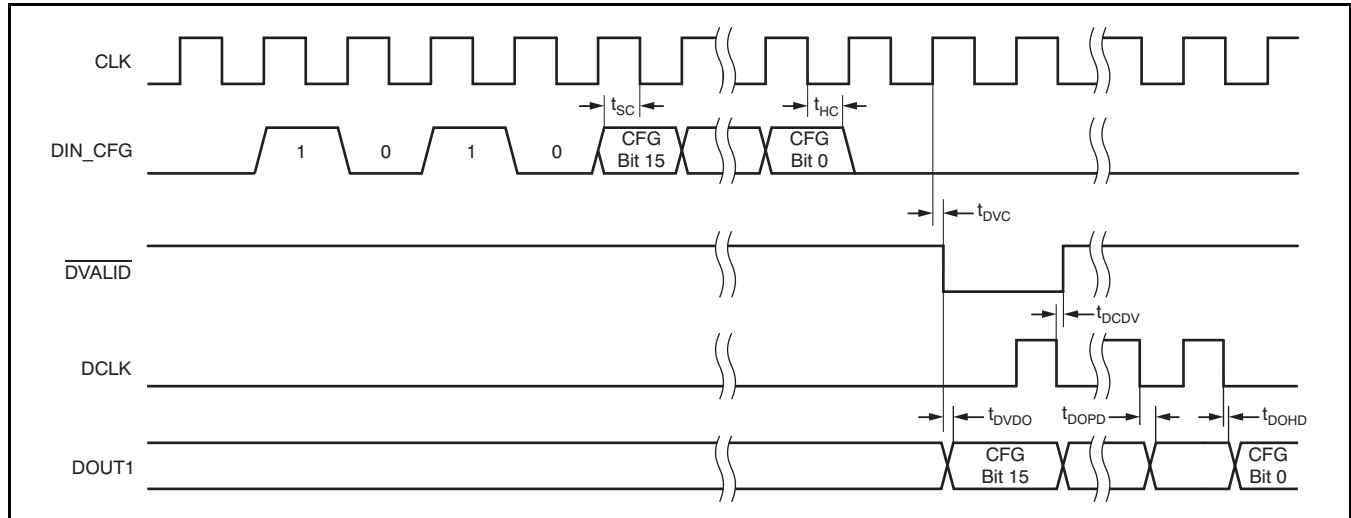 CLK
t_SC
t_HC
DIN_CFG
1 0 1 0 CFG Bit 15 CFG Bit 0
t_DVC
DVALID
t_DCDV
DCLK
t_DVDO t_DOPD t_DOHD
DOUT1
CFG Bit 15 CFG Bit 0